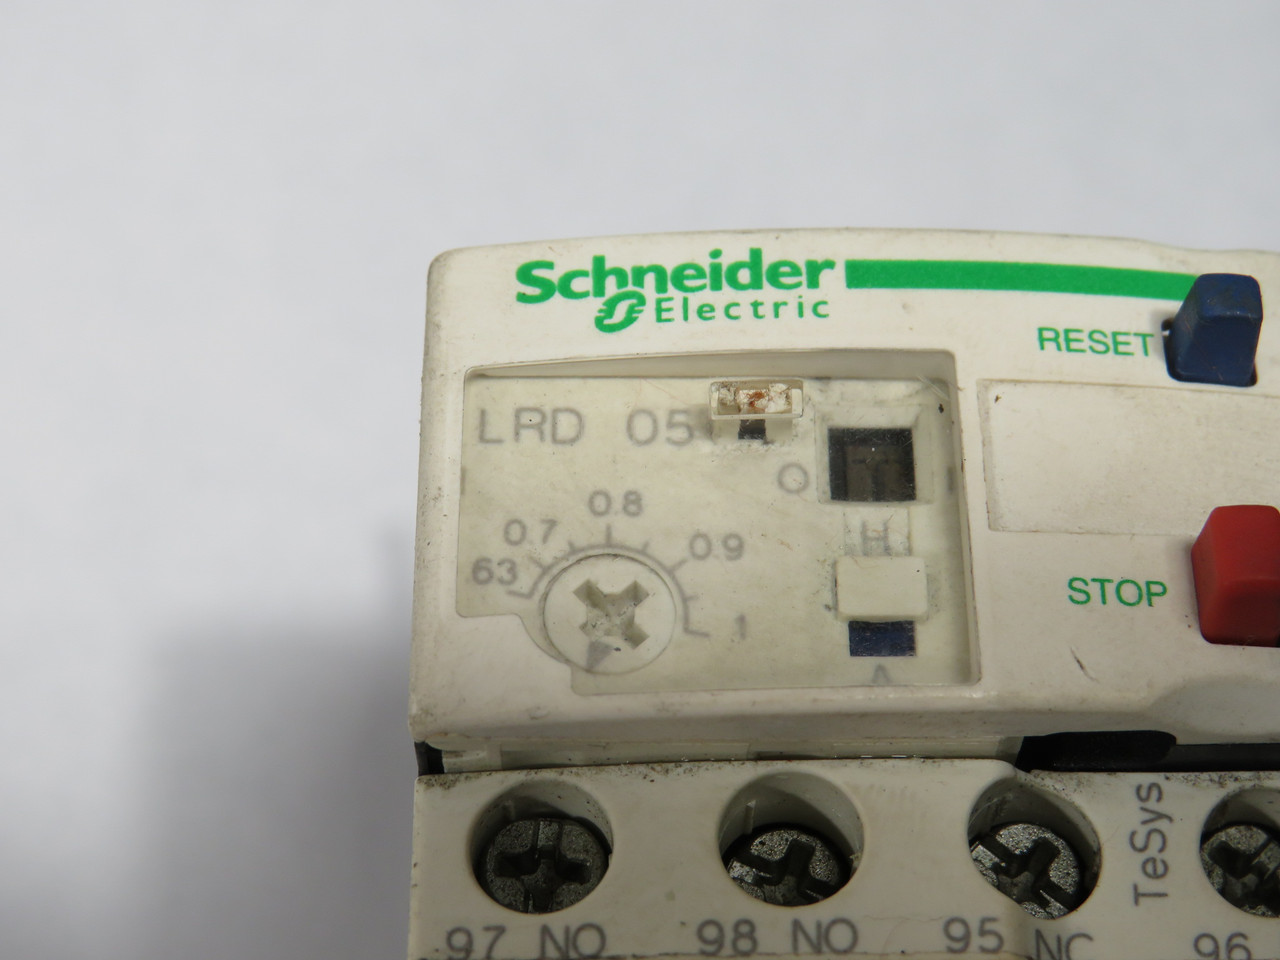 Schneider
Electric
RESET
LRD 05
O
0.8
0.7
0.9
63
H
STOP
1
A
TeSys
97 NO
98 NO
95 NC
96